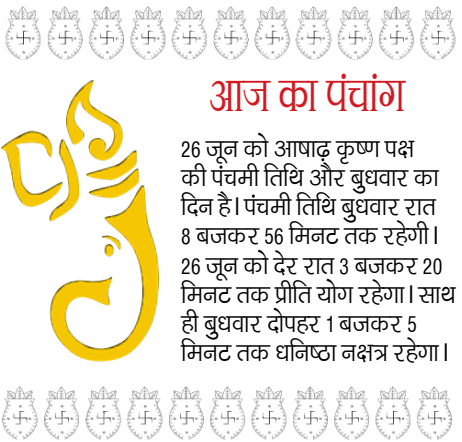 आज का पंचांग
26 जून को आषाढ़ कृष्ण पक्ष
की पंचमी तिथि और बुधवार का
दिन है। पंचमी तिथि बुधवार रात
8 बजकर 56 मिनट तक रहेगी।
26 जून को देर रात 3 बजकर 20
मिनट तक प्रीति योग रहेगा। साथ
ही बुधवार दोपहर 1 बजकर 5
मिनट तक धनिष्ठा नक्षत्र रहेगा।